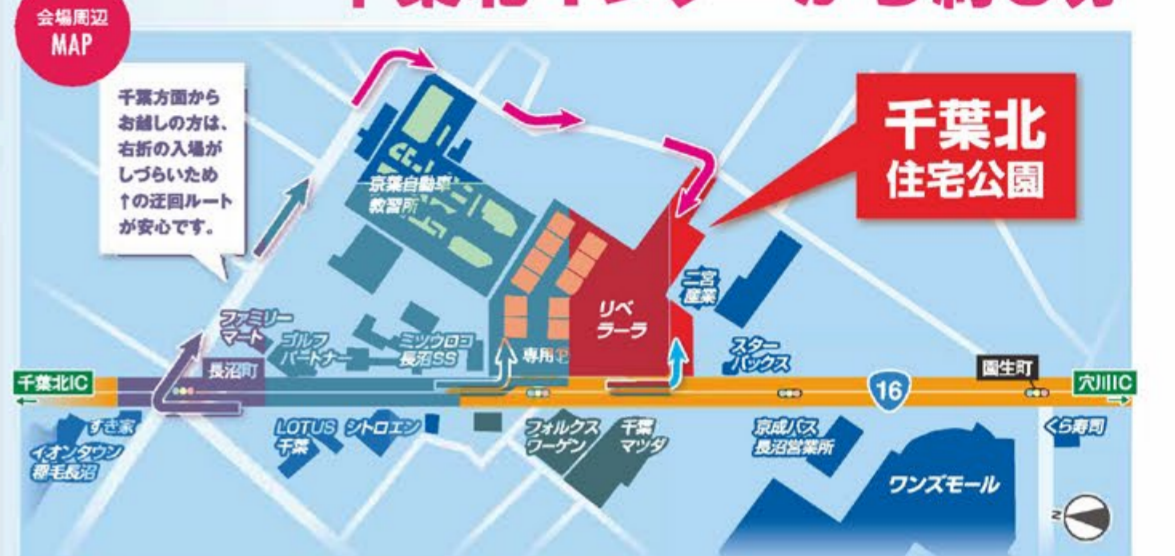 会場周辺
MAP
千葉方面から
お越しの方は、
右折の入場が
しづらいため
↑の迂回ルート
が安心です。
千葉北
住宅公園
京葉自動車
教習所
リベ
ラーラ
二宮
産業
ファミリー
マート
ゴルフ
パートナー
ミツウロコ
長沼SS
専用P
スター
バックス
長沼町
園生町
千葉北IC
←
16
穴川IC
→
すき家
イオンタウン
稲毛長沼
LOTUS
千葉
シトロエン
フォルクス
ワーゲン
千葉
マツダ
京成バス
長沼営業所
ワンズモール
くら寿司
N